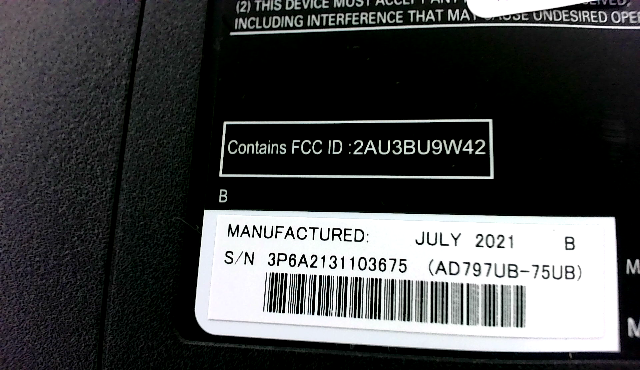 (2) THIS DEVICE MUST ACCEPT ANY
INCLUDING INTERFERENCE THAT MAY CAUSE UNDESIRED OPE
Contains FCC ID :2AU3BU9W42
B
MANUFACTURED: JULY 2021 B
S/N 3P6A2131103675 (AD797UB-75UB)
M
M